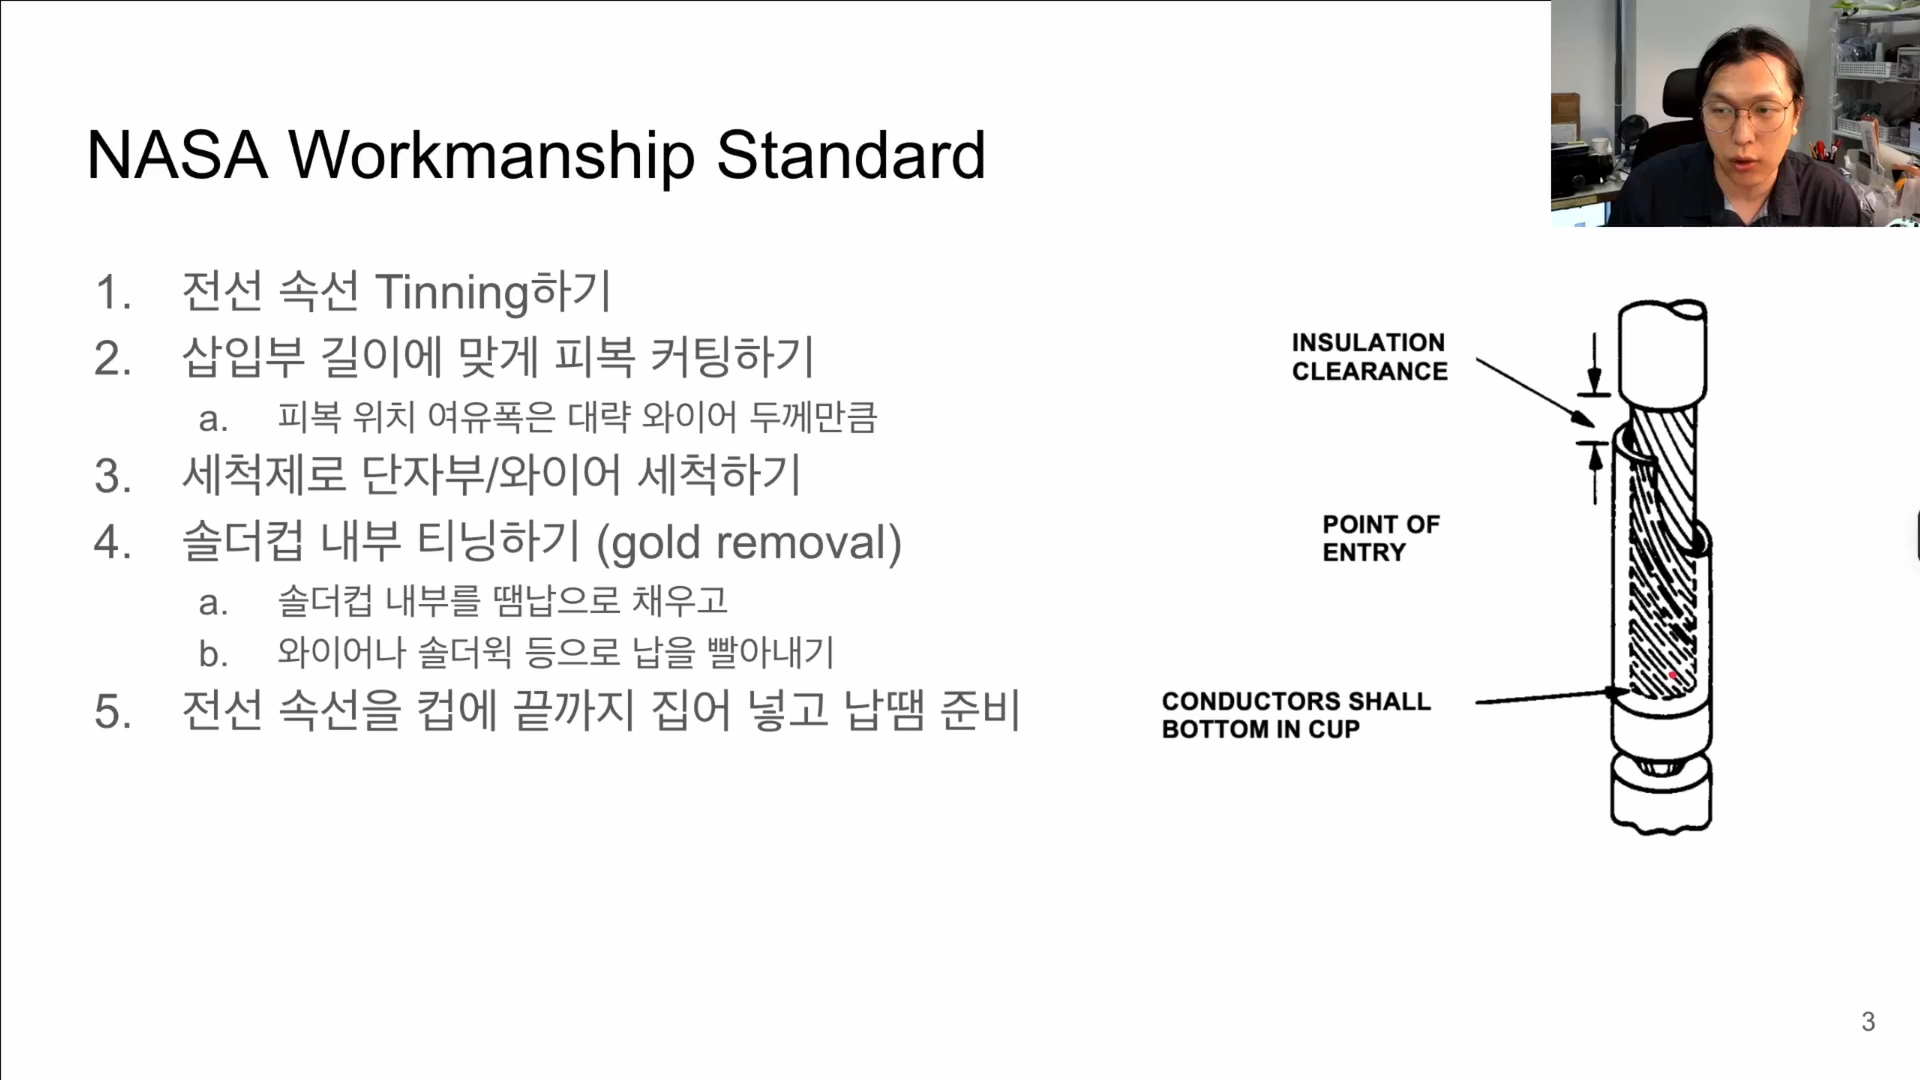 NASA Workmanship Standard
1. 전선 속선 Tinning하기
2. 삽입부 길이에 맞게 피복 커팅하기
a. 피복 위치 여유폭은 대략 와이어 두께만큼
3. 세척제로 단자부/와이어 세척하기
4. 솔더컵 내부 티닝하기 (gold removal)
a. 솔더컵 내부를 땜납으로 채우고
b. 와이어나 솔더윅 등으로 납을 빨아내기
5. 전선 속선을 컵에 끝까지 집어 넣고 납땜 준비
INSULATION
CLEARANCE
POINT OF
ENTRY
CONDUCTORS SHALL
BOTTOM IN CUP
3